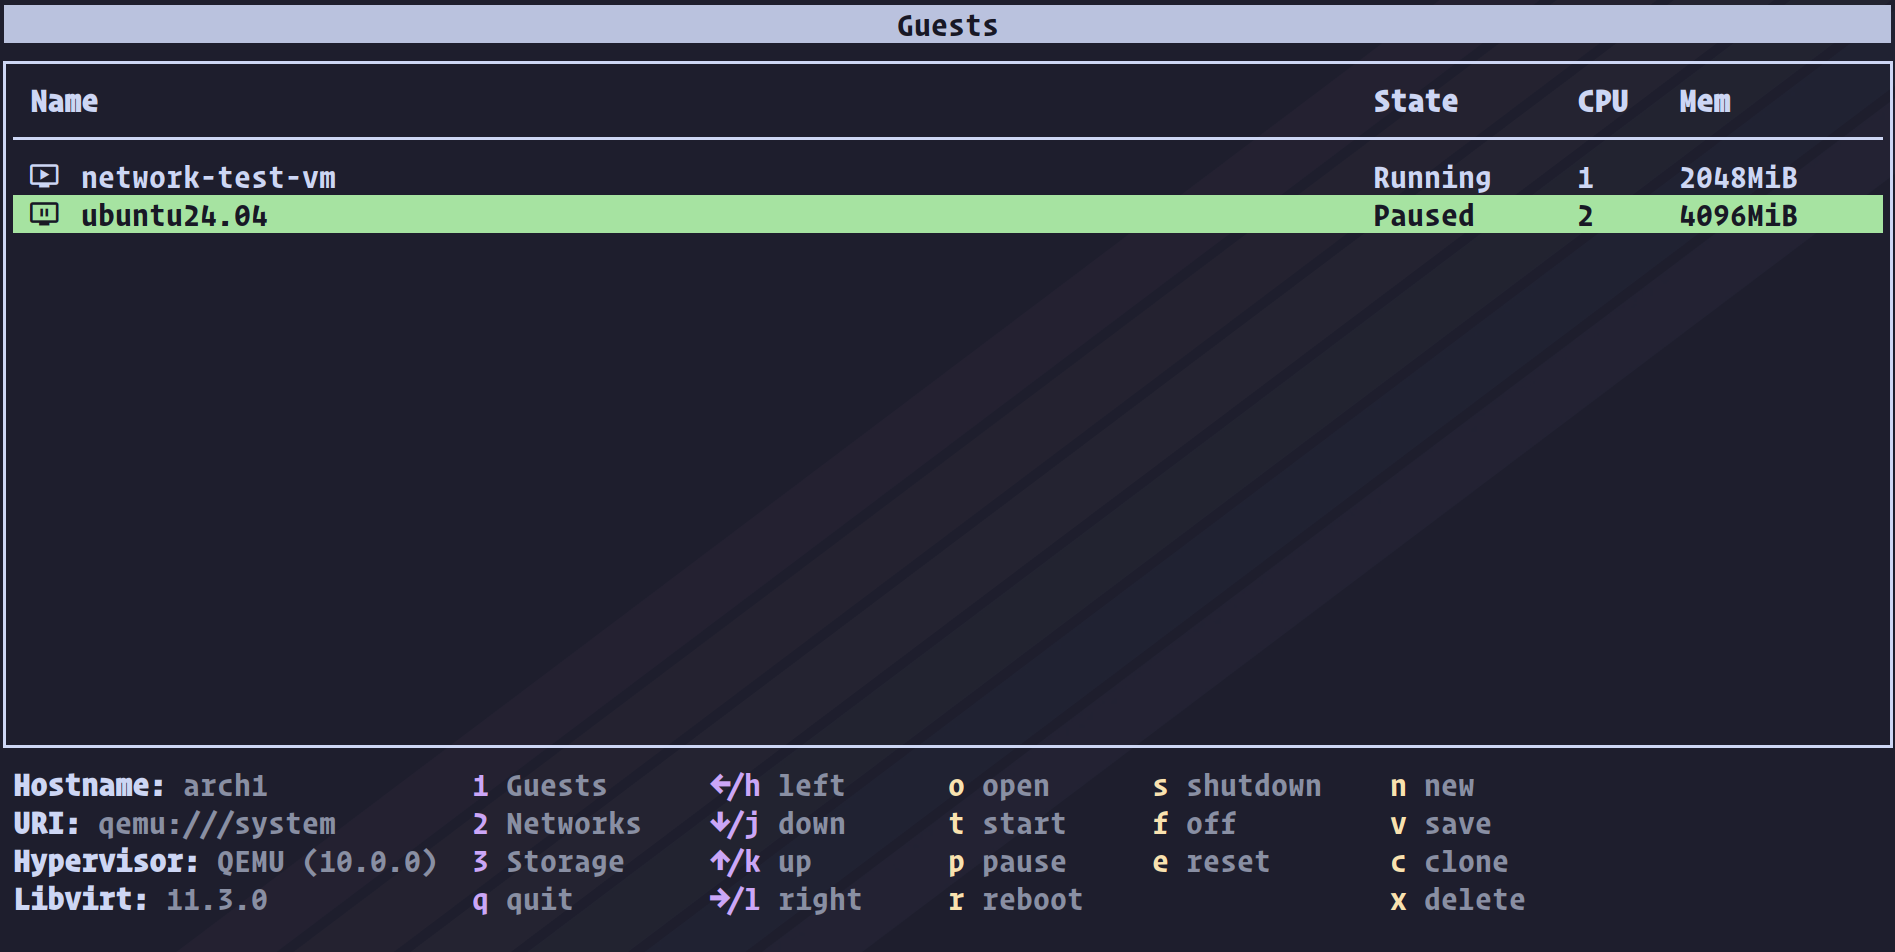 Guests
Name State CPU Mem
network-test-vm Running 1 2048MiB
ubuntu24.04 Paused 2 4096MiB
Hostname: arch1 1 Guests ←/h left o open s shutdown n new
URI: qemu:///system 2 Networks ↓/j down t start f off v save
Hypervisor: QEMU (10.0.0) 3 Storage ↑/k up p pause e reset c clone
Libvirt: 11.3.0 q quit →/l right r reboot x delete